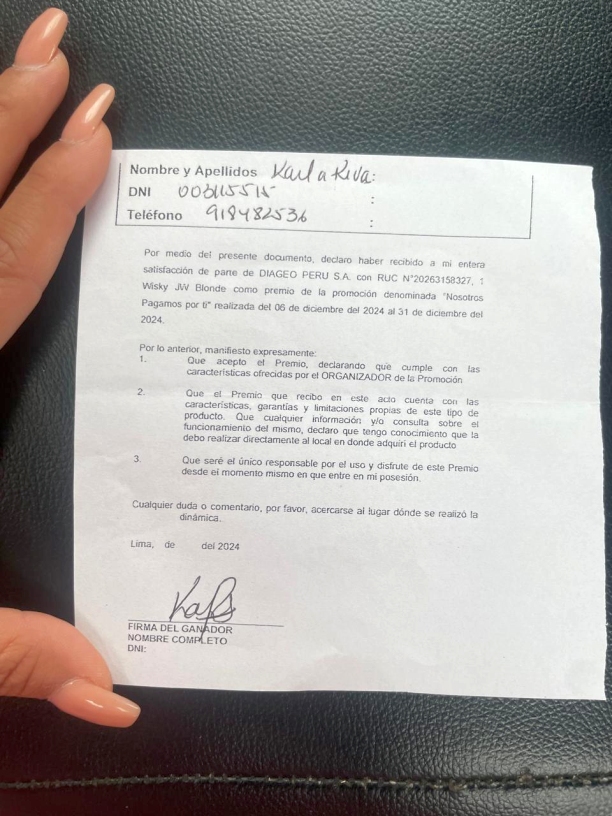 Nombre y Apellidos Karla Riva:
DNI :
Teléfono 918482536 :
Por medio del presente documento, declaro haber recibido a mi entera
satisfacción de parte de DIAGEO PERU S.A. con RUC N°20263158327, 1
Wisky JW Blonde como premio de la promoción denominada "Nosotros
Pagamos por ti" realizada del 06 de diciembre del 2024 al 31 de diciembre del
2024.
Por lo anterior, manifiesto expresamente:
1. Que acepto el Premio, declarando que cumple con las
características ofrecidas por el ORGANIZADOR de la Promoción
2. Que el Premio que recibo en este acto cuenta con las
características, garantías y limitaciones propias de este tipo de
producto. Que cualquier información y/o consulta sobre el
funcionamiento del mismo, declaro que tengo conocimiento que la
debo realizar directamente al local en donde adquirí el producto
3. Que seré el único responsable por el uso y disfrute de este Premio
desde el momento mismo en que entre en mi posesión.
Cualquier duda o comentario, por favor, acercarse al lugar dónde se realizó la
dinámica.
Lima, de del 2024
FIRMA DEL GANADOR
NOMBRE COMPLETO
DNI: